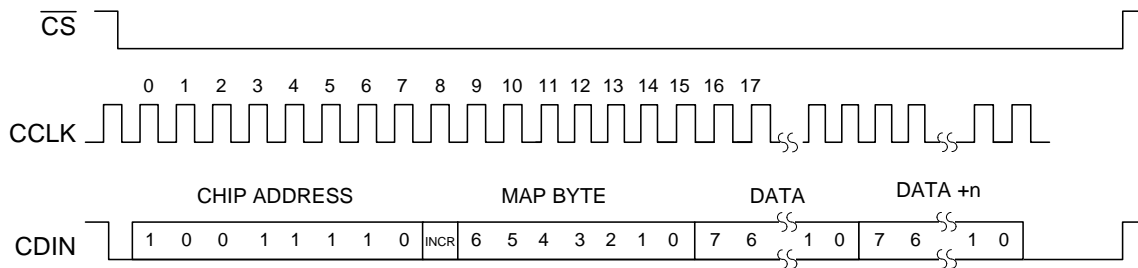 CS
0 1 2 3 4 5 6 7 8 9 10 11 12 13 14 15 16 17
CCLK
CHIP ADDRESS MAP BYTE DATA DATA +n
CDIN 1 0 0 1 1 1 1 0 INCR 6 5 4 3 2 1 0 7 6 1 0 7 6 1 0